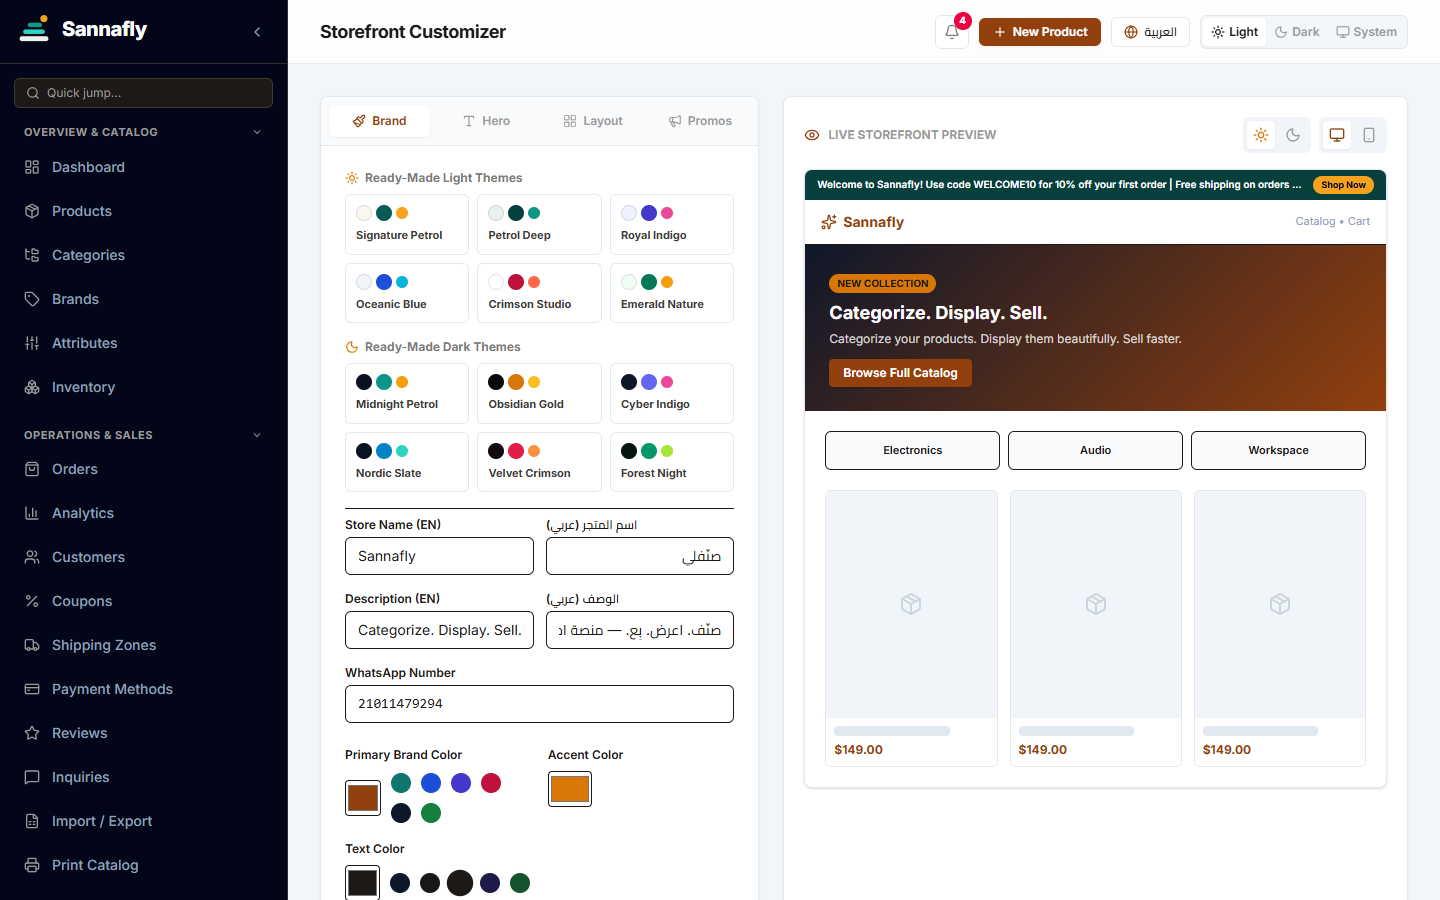 Sannafly
Quick jump...
OVERVIEW & CATALOG
Dashboard
Products
Categories
Brands
Attributes
Inventory
OPERATIONS & SALES
Orders
Analytics
Customers
Coupons
Shipping Zones
Payment Methods
Reviews
Inquiries
Import / Export
Print Catalog
Storefront Customizer
4
New Product
العربية
Light
Dark
System
Brand
Hero
Layout
Promos
Ready-Made Light Themes
Signature Petrol
Petrol Deep
Royal Indigo
Oceanic Blue
Crimson Studio
Emerald Nature
Ready-Made Dark Themes
Midnight Petrol
Obsidian Gold
Cyber Indigo
Nordic Slate
Velvet Crimson
Forest Night
Store Name (EN)
اسم المتجر (عربي)
Sannafly
صنّفلي
Description (EN)
الوصف (عربي)
Categorize. Display. Sell.
صنّف. اعرض. بِع. — منصة اد
WhatsApp Number
21011479294
Primary Brand Color
Accent Color
Text Color
LIVE STOREFRONT PREVIEW
Welcome to Sannafly! Use code WELCOME10 for 10% off your first order | Free shipping on orders ...
Shop Now
Sannafly
Catalog • Cart
NEW COLLECTION
Categorize. Display. Sell.
Categorize your products. Display them beautifully. Sell faster.
Browse Full Catalog
Electronics
Audio
Workspace
$149.00
$149.00
$149.00